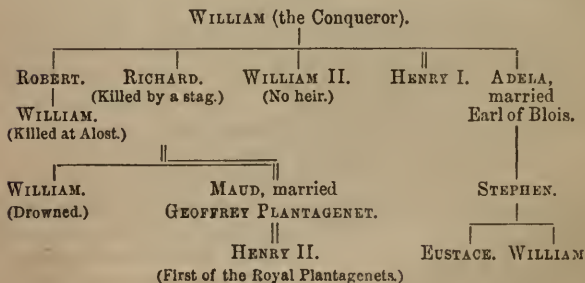 WILLIAM (the Conqueror).
ROBERT. RICHARD. WILLIAM II. HENRY I. ADELA,
(Killed by a stag.) (No heir.) married
WILLIAM. Earl of Blois.
(Killed at Alost.)
WILLIAM. MAUD, married STEPHEN.
(Drowned.) GEOFFREY PLANTAGENET.
HENRY II. EUSTACE. WILLIAM
(First of the Royal Plantagenets.)